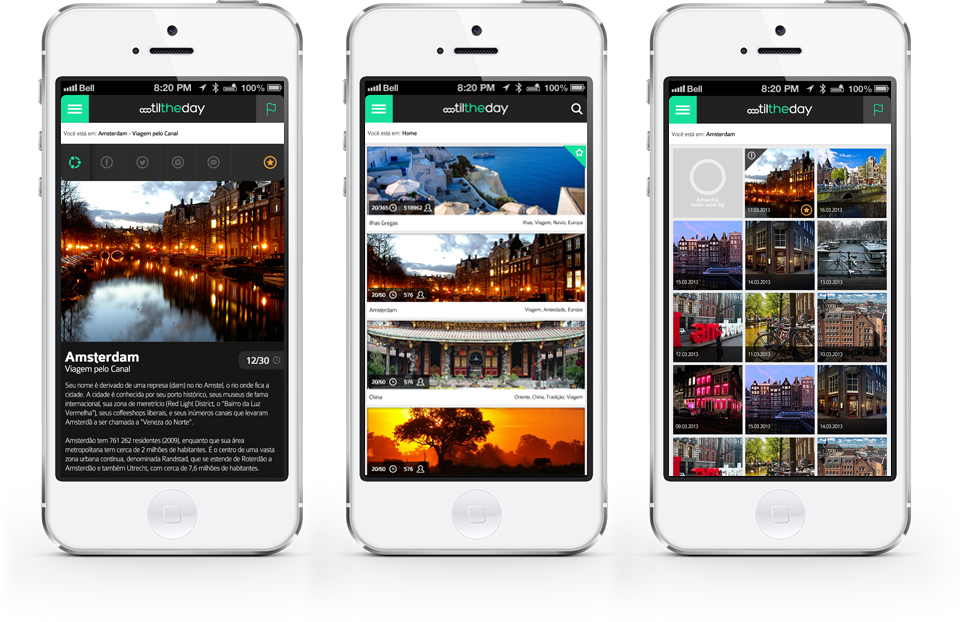 Bell 8:20 PM 100%
tiltheday
Você está em: Amsterdam - Viagem pelo Canal
Amsterdam
Viagem pelo Canal
12/30
Seu nome é derivado de uma represa (dam) no rio Amstel, o rio onde fica a
cidade. A cidade é conhecida por seu porto histórico, seus museus de fama
internacional, sua zona de meretrício (Red Light District, o "Bairro da Luz
Vermelha"), seus coffeeshops liberais, e seus inúmeros canais que levaram
Amsterdã a ser chamada a "Veneza do Norte".
Amsterdão tem 761 262 residentes (2009), enquanto que sua área
metropolitana tem cerca de 2 milhões de habitantes. É o centro de uma vasta
zona urbana contínua, denominada Randstad, que se estende de Roterdão a
Amsterdão e também Utrecht, com cerca de 7,6 milhões de habitantes.
Bell 8:20 PM 100%
tiltheday
Você está em: Home
20/365 518962
Ilhas Gregas Ilhas, Viagem, Navio, Europa
20/60 576
Amsterdam Viagem, Ansiedade, Europa
20/60 576
China Oriente, China, Tradição, Viagem
20/60 576
Bell 8:20 PM 100%
tiltheday
Você está em: Amsterdam
Amanhã,
mais uma tip
17.03.2013 16.03.2013
15.03.2013 14.03.2013 13.03.2013
I amst
12.03.2013 11.03.2013 10.03.2013
09.03.2013 15.03.2013 14.03.2013